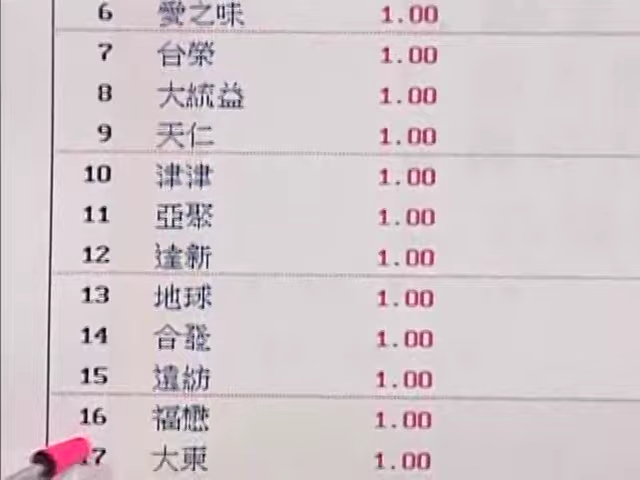 6 愛之味 1.00
7 台榮 1.00
8 大統益 1.00
9 天仁 1.00
10 津津 1.00
11 亞聚 1.00
12 達新 1.00
13 地球 1.00
14 合發 1.00
15 遠紡 1.00
16 福懋 1.00
17 大東 1.00